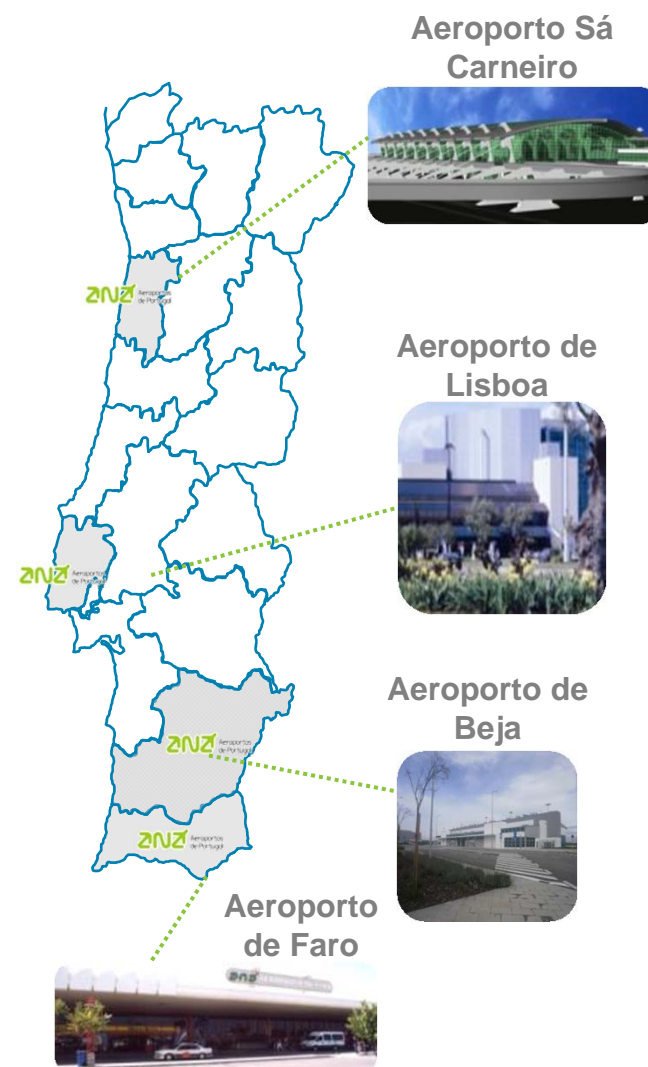 Aeroporto Sá
Carneiro
ana Aeroportos
de Portugal
Aeroporto de
Lisboa
ana Aeroportos
de Portugal
Aeroporto de
Beja
ana Aeroportos
de Portugal
ana Aeroportos
de Portugal
Aeroporto
de Faro
ana